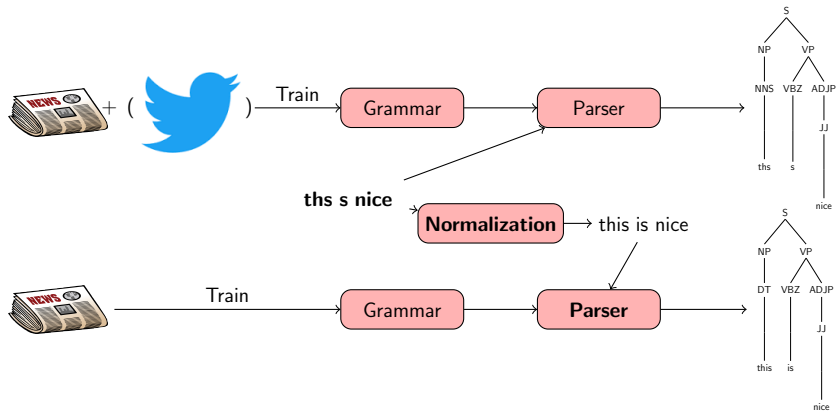 S
NP VP
NEWS + ( ) Train Grammar Parser NNS VBZ ADJP
JJ
ths s
ths s nice
nice
Normalization this is nice
S
NP VP
NEWS Train Grammar Parser DT VBZ ADJP
JJ
this is
nice